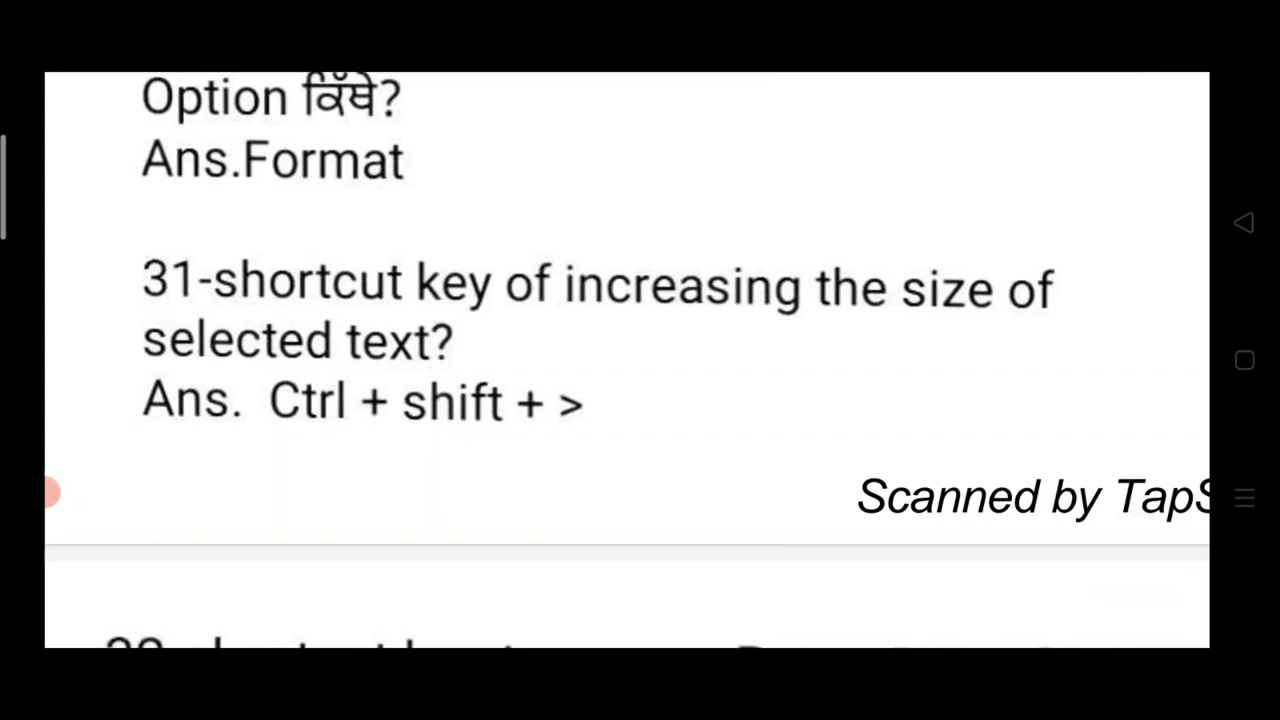 Option ਕਿੱਥੇ?
Ans.Format
31-shortcut key of increasing the size of
selected text?
Ans. Ctrl + shift + >
Scanned by TapS